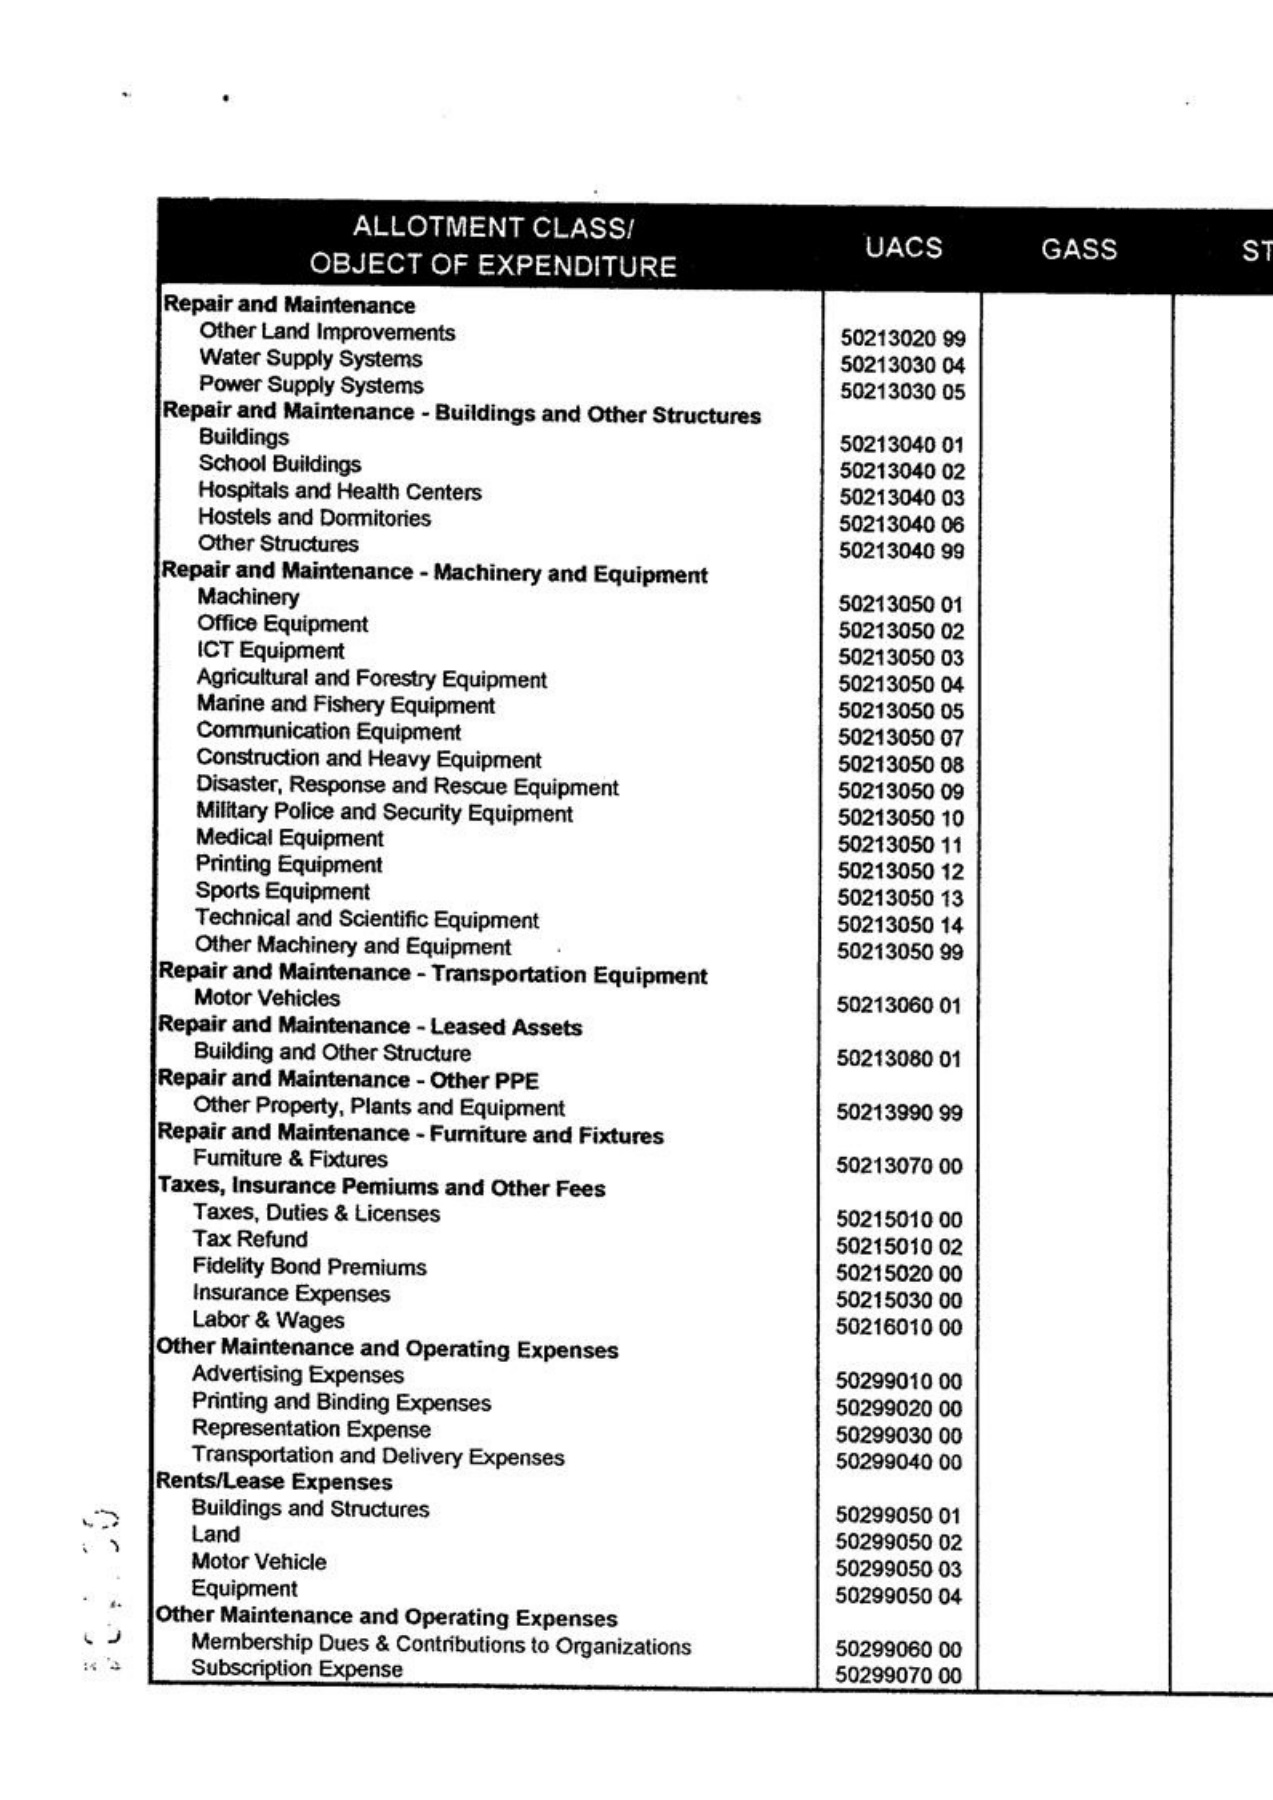 ALLOTMENT CLASS/
OBJECT OF EXPENDITURE UACS GASS ST
Repair and Maintenance
Other Land Improvements 50213020 99
Water Supply Systems 50213030 04
Power Supply Systems 50213030 05
Repair and Maintenance - Buildings and Other Structures
Buildings 50213040 01
School Buildings 50213040 02
Hospitals and Health Centers 50213040 03
Hostels and Dormitories 50213040 06
Other Structures 50213040 99
Repair and Maintenance - Machinery and Equipment
Machinery 50213050 01
Office Equipment 50213050 02
ICT Equipment 50213050 03
Agricultural and Forestry Equipment 50213050 04
Marine and Fishery Equipment 50213050 05
Communication Equipment 50213050 07
Construction and Heavy Equipment 50213050 08
Disaster, Response and Rescue Equipment 50213050 09
Military Police and Security Equipment 50213050 10
Medical Equipment 50213050 11
Printing Equipment 50213050 12
Sports Equipment 50213050 13
Technical and Scientific Equipment 50213050 14
Other Machinery and Equipment 50213050 99
Repair and Maintenance - Transportation Equipment
Motor Vehicles 50213060 01
Repair and Maintenance - Leased Assets
Building and Other Structure 50213080 01
Repair and Maintenance - Other PPE
Other Property, Plants and Equipment 50213990 99
Repair and Maintenance - Furniture and Fixtures
Furniture & Fixtures 50213070 00
Taxes, Insurance Pemiums and Other Fees
Taxes, Duties & Licenses 50215010 00
Tax Refund 50215010 02
Fidelity Bond Premiums 50215020 00
Insurance Expenses 50215030 00
Labor & Wages 50216010 00
Other Maintenance and Operating Expenses
Advertising Expenses 50299010 00
Printing and Binding Expenses 50299020 00
Representation Expense 50299030 00
Transportation and Delivery Expenses 50299040 00
Rents/Lease Expenses
Buildings and Structures 50299050 01
Land 50299050 02
Motor Vehicle 50299050 03
Equipment 50299050 04
Other Maintenance and Operating Expenses
Membership Dues & Contributions to Organizations 50299060 00
Subscription Expense 50299070 00